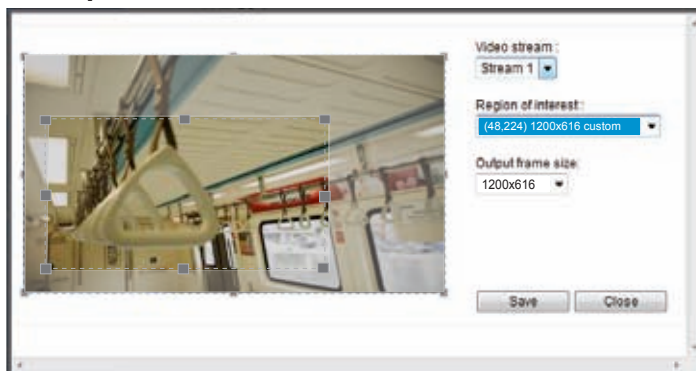 Video stream :
Stream 1
Region of interest :
(48,224) 1200x616 custom
Output frame size:
1200x616
Save
Close